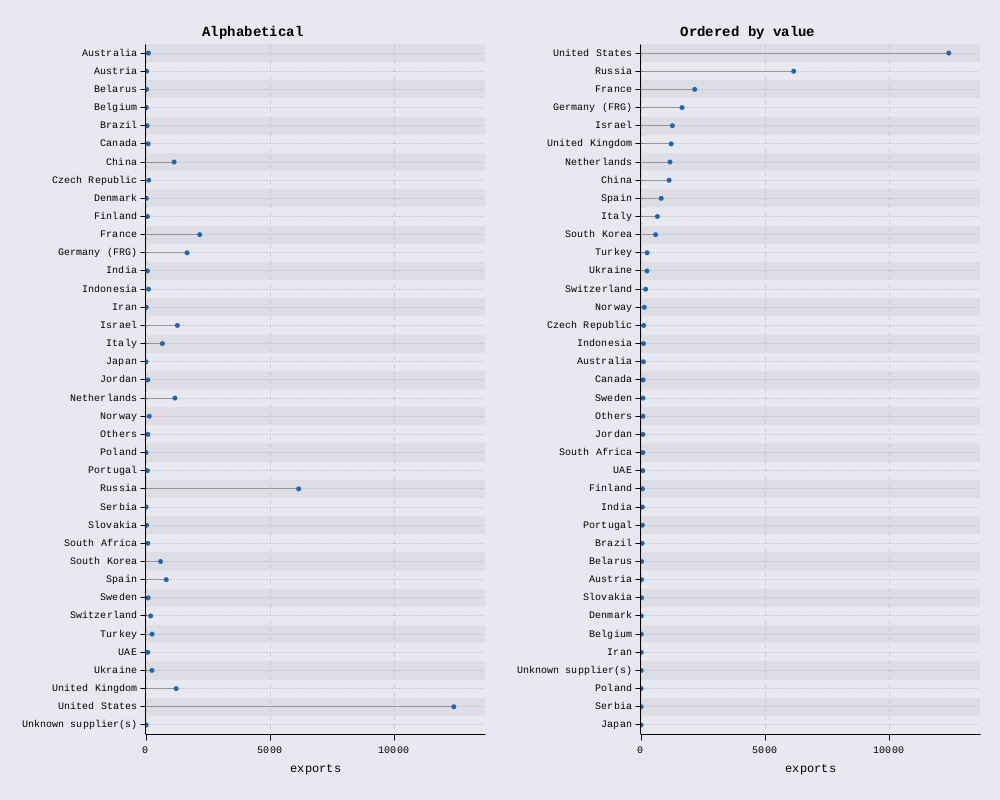 Alphabetical
Australia
Austria
Belarus
Belgium
Brazil
Canada
China
Czech Republic
Denmark
Finland
France
Germany (FRG)
India
Indonesia
Iran
Israel
Italy
Japan
Jordan
Netherlands
Norway
Others
Poland
Portugal
Russia
Serbia
Slovakia
South Africa
South Korea
Spain
Sweden
Switzerland
Turkey
UAE
Ukraine
United Kingdom
United States
Unknown supplier(s)
0 5000 10000
exports
Ordered by value
United States
Russia
France
Germany (FRG)
Israel
United Kingdom
Netherlands
China
Spain
Italy
South Korea
Turkey
Ukraine
Switzerland
Norway
Czech Republic
Indonesia
Australia
Canada
Sweden
Others
Jordan
South Africa
UAE
Finland
India
Portugal
Brazil
Belarus
Austria
Slovakia
Denmark
Belgium
Iran
Unknown supplier(s)
Poland
Serbia
Japan
0 5000 10000
exports